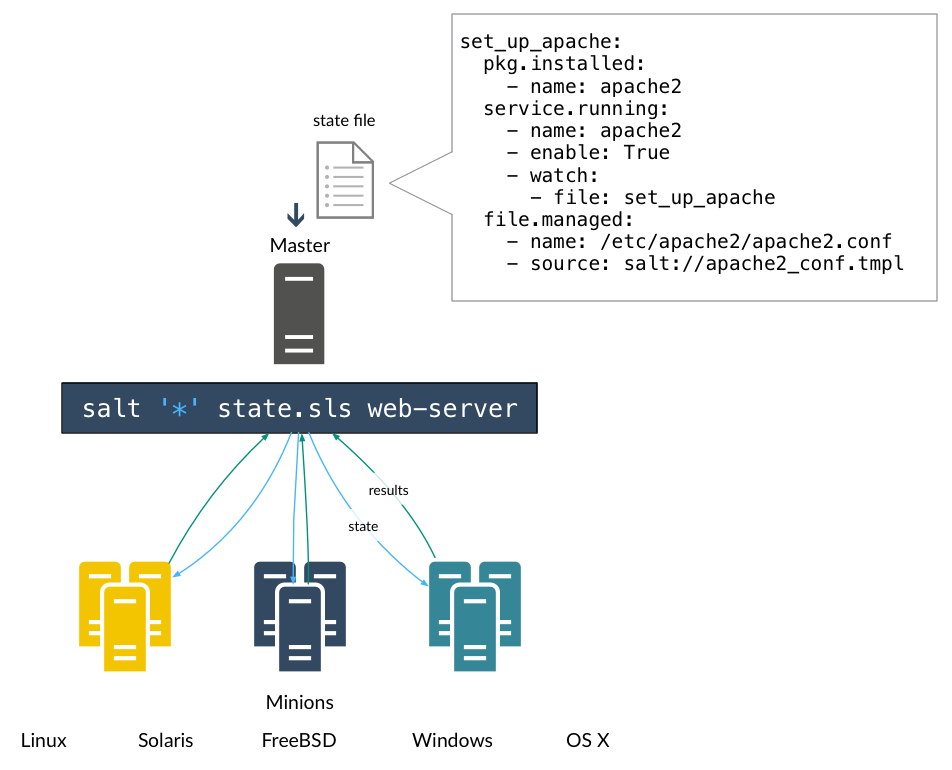 set_up_apache:
  pkg.installed:
    - name: apache2
  service.running:
    - name: apache2
    - enable: True
    - watch:
      - file: set_up_apache
  file.managed:
    - name: /etc/apache2/apache2.conf
    - source: salt://apache2_conf.tmpl
state file
Master
salt '*' state.sls web-server
results
state
Minions
Linux Solaris FreeBSD Windows OS X